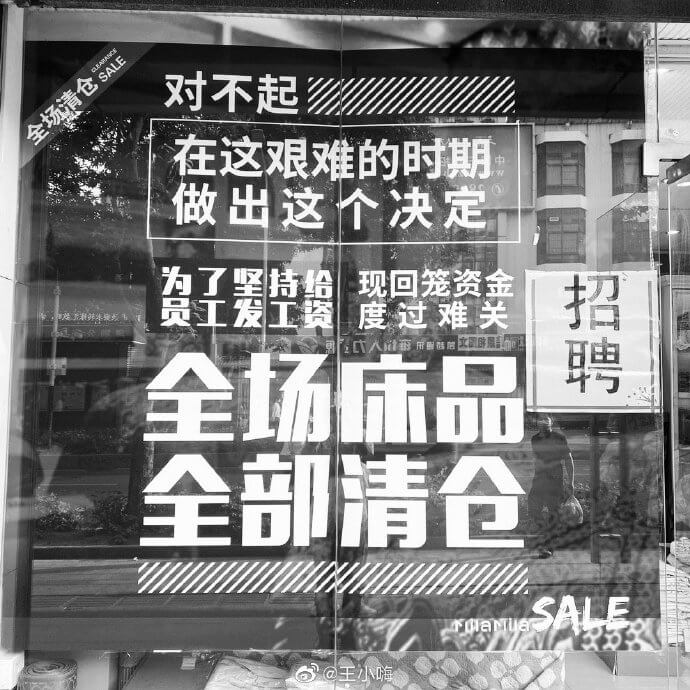 全场清仓
CLEARANCE
SALE
对不起
在这艰难的时期
做出这个决定
为了坚持给
员工发工资
现回笼资金
度过难关
招聘
全场床品
全部清仓
SALE
@王小嗨